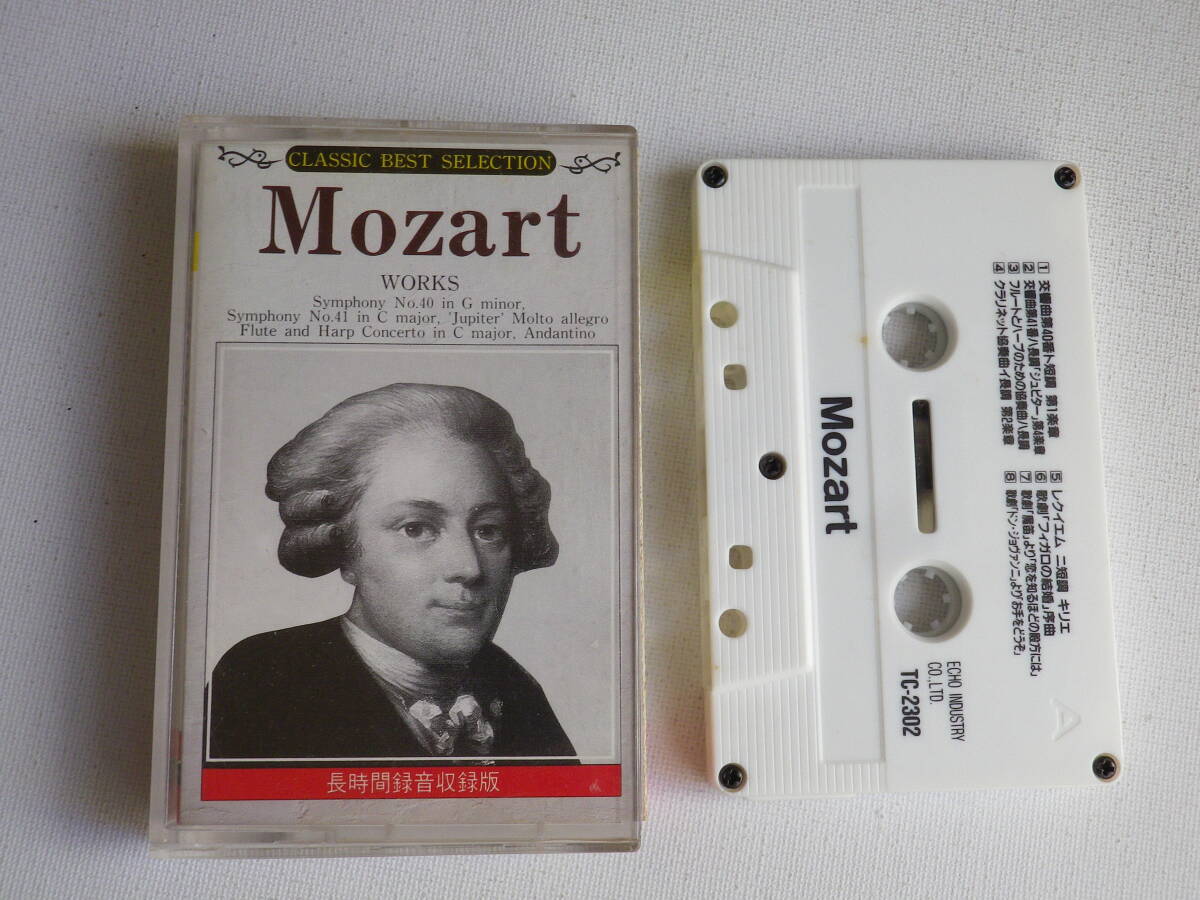 CLASSIC BEST SELECTION
Mozart
WORKS
Symphony No.40 in G minor,
Symphony No.41 in C major, 'Jupiter' Molto allegro
Flute and Harp Concerto in C major, Andantino
長時間録音収録版
1 交響曲第40番ト短調 第1楽章
2 交響曲第41番ハ長調「ジュピター」第4楽章
3 フルートとハープのための協奏曲ハ長調
4 クラリネット協奏曲イ長調 第2楽章
5 レクイエム ニ短調 キリエ
6 歌劇「フィガロの結婚」序曲
7 歌劇「魔笛」より「恋を知るほどの殿方には」
8 歌劇「ドン・ジョヴァンニ」より「お手をどうぞ」
Mozart
ECHO INDUSTRY
CO.,LTD.
TC-2302
A